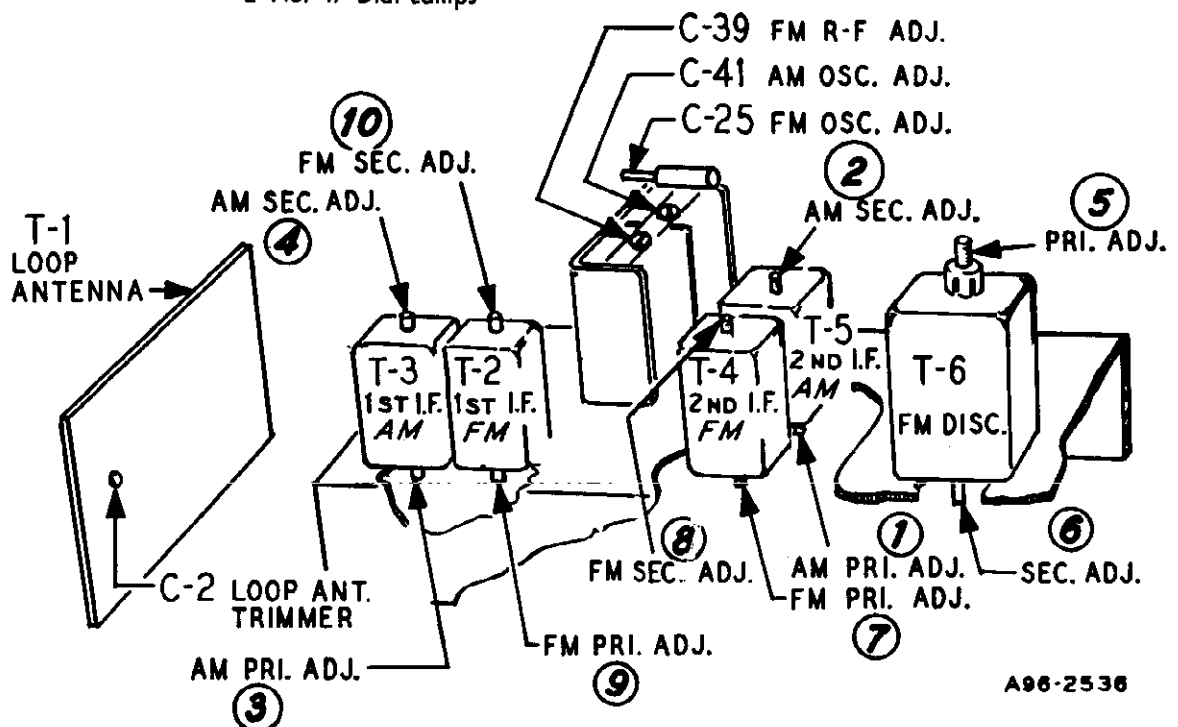 Dial Lamps
C-39 FM R-F ADJ.
C-41 AM OSC. ADJ.
C-25 FM OSC. ADJ.
10
FM SEC. ADJ.
AM SEC. ADJ.
4
2
AM SEC. ADJ.
5
PRI. ADJ.
T-1
LOOP
ANTENNA
T-3
1ST I.F.
AM
T-2
1ST I.F.
FM
T-4
2ND I.F.
FM
T-5
2ND I.F.
AM
T-6
FM DISC.
C-2 LOOP ANT.
TRIMMER
8
FM SEC. ADJ.
1
AM PRI. ADJ.
FM PRI. ADJ.
7
6
SEC. ADJ.
AM PRI. ADJ.
3
FM PRI. ADJ.
9
A96-2536